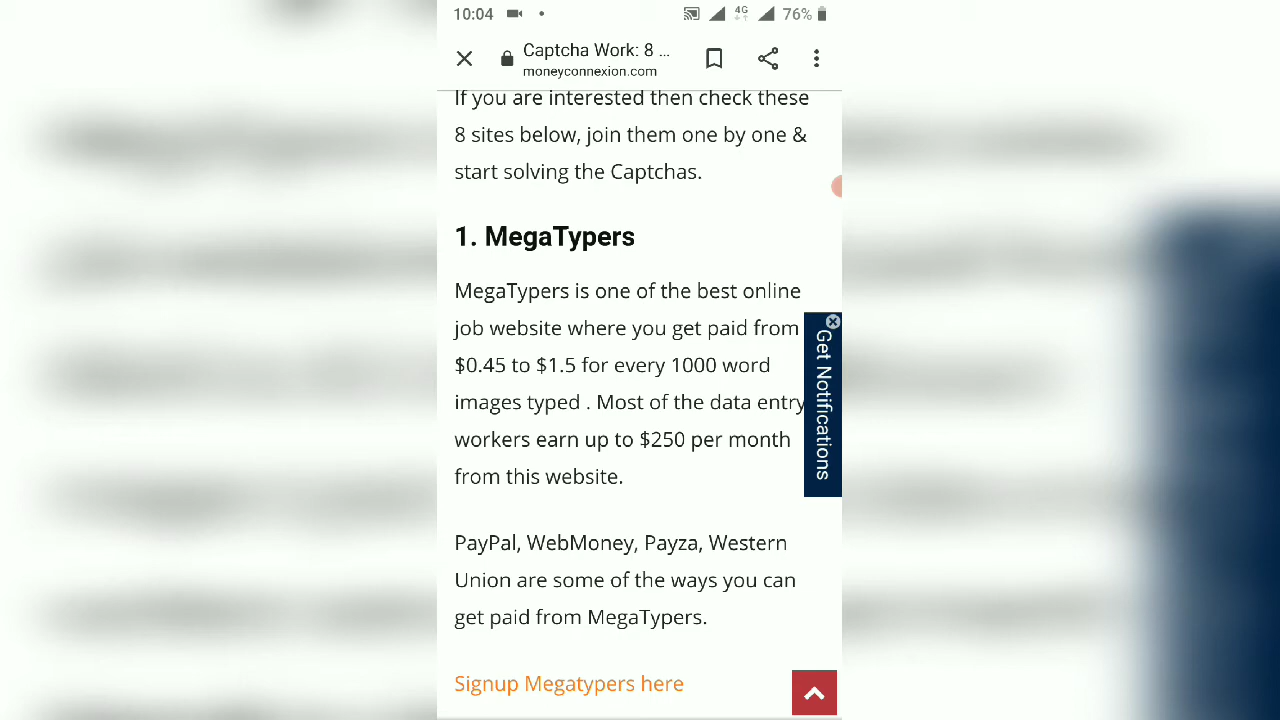 10:04
4G
76%
Captcha Work: 8 ...
moneyconnexion.com
If you are interested then check these
8 sites below, join them one by one &
start solving the Captchas.
1. MegaTypers
MegaTypers is one of the best online
job website where you get paid from
$0.45 to $1.5 for every 1000 word
images typed . Most of the data entry
workers earn up to $250 per month
from this website.
Get Notifications
PayPal, WebMoney, Payza, Western
Union are some of the ways you can
get paid from MegaTypers.
Signup Megatypers here